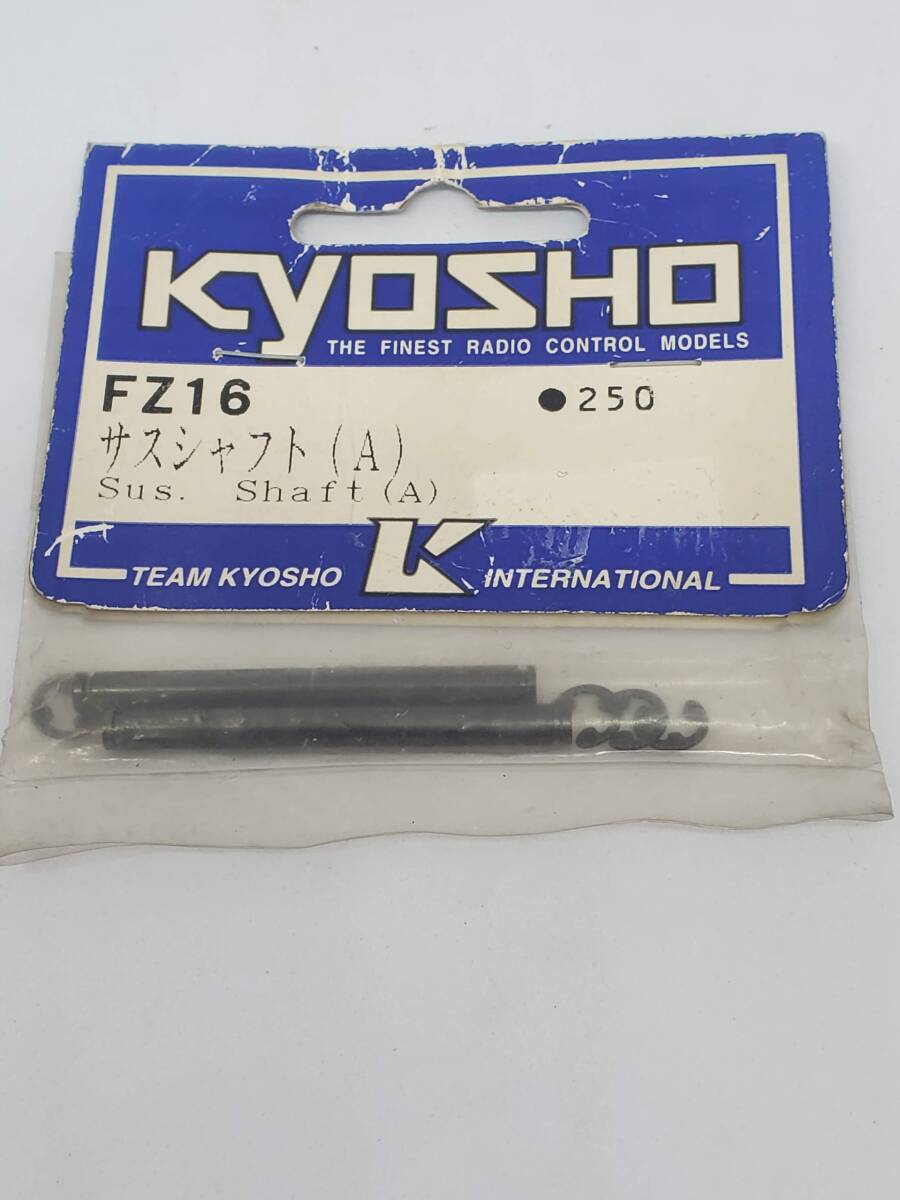 KYOSHO
THE FINEST RADIO CONTROL MODELS
FZ16 ●250
サスシャフト(A)
Sus. Shaft(A)
TEAM KYOSHO K INTERNATIONAL